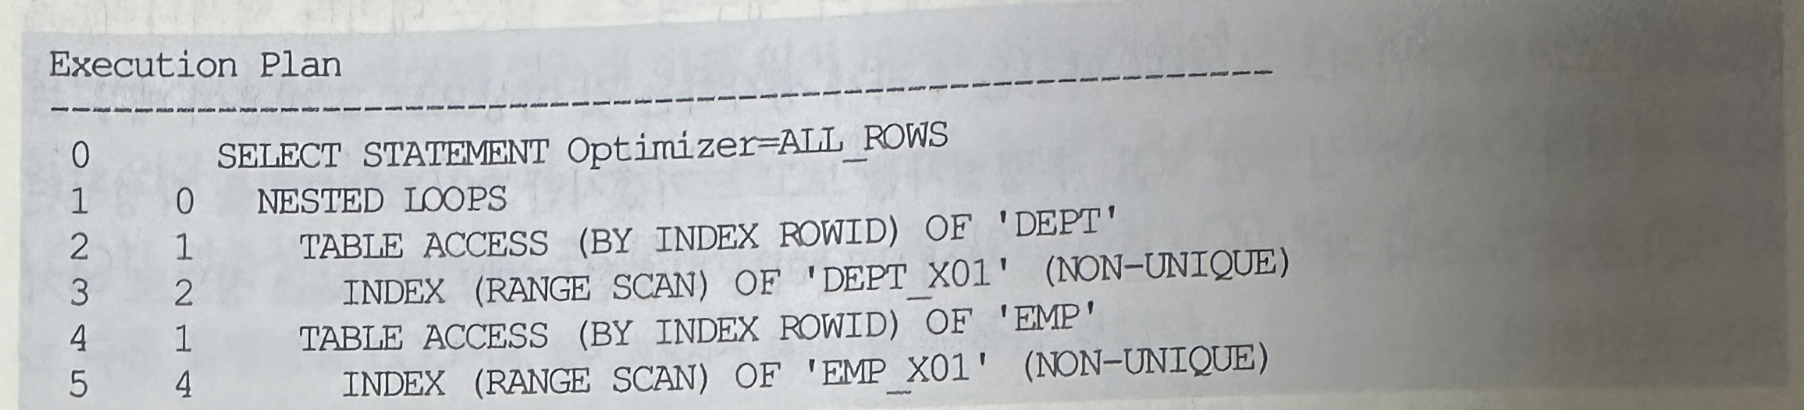 Execution Plan
--------------------------------------------------------------
0      SELECT STATEMENT Optimizer=ALL_ROWS
1    0   NESTED LOOPS
2    1     TABLE ACCESS (BY INDEX ROWID) OF 'DEPT'
3    2       INDEX (RANGE SCAN) OF 'DEPT_X01' (NON-UNIQUE)
4    1     TABLE ACCESS (BY INDEX ROWID) OF 'EMP'
5    4       INDEX (RANGE SCAN) OF 'EMP_X01' (NON-UNIQUE)